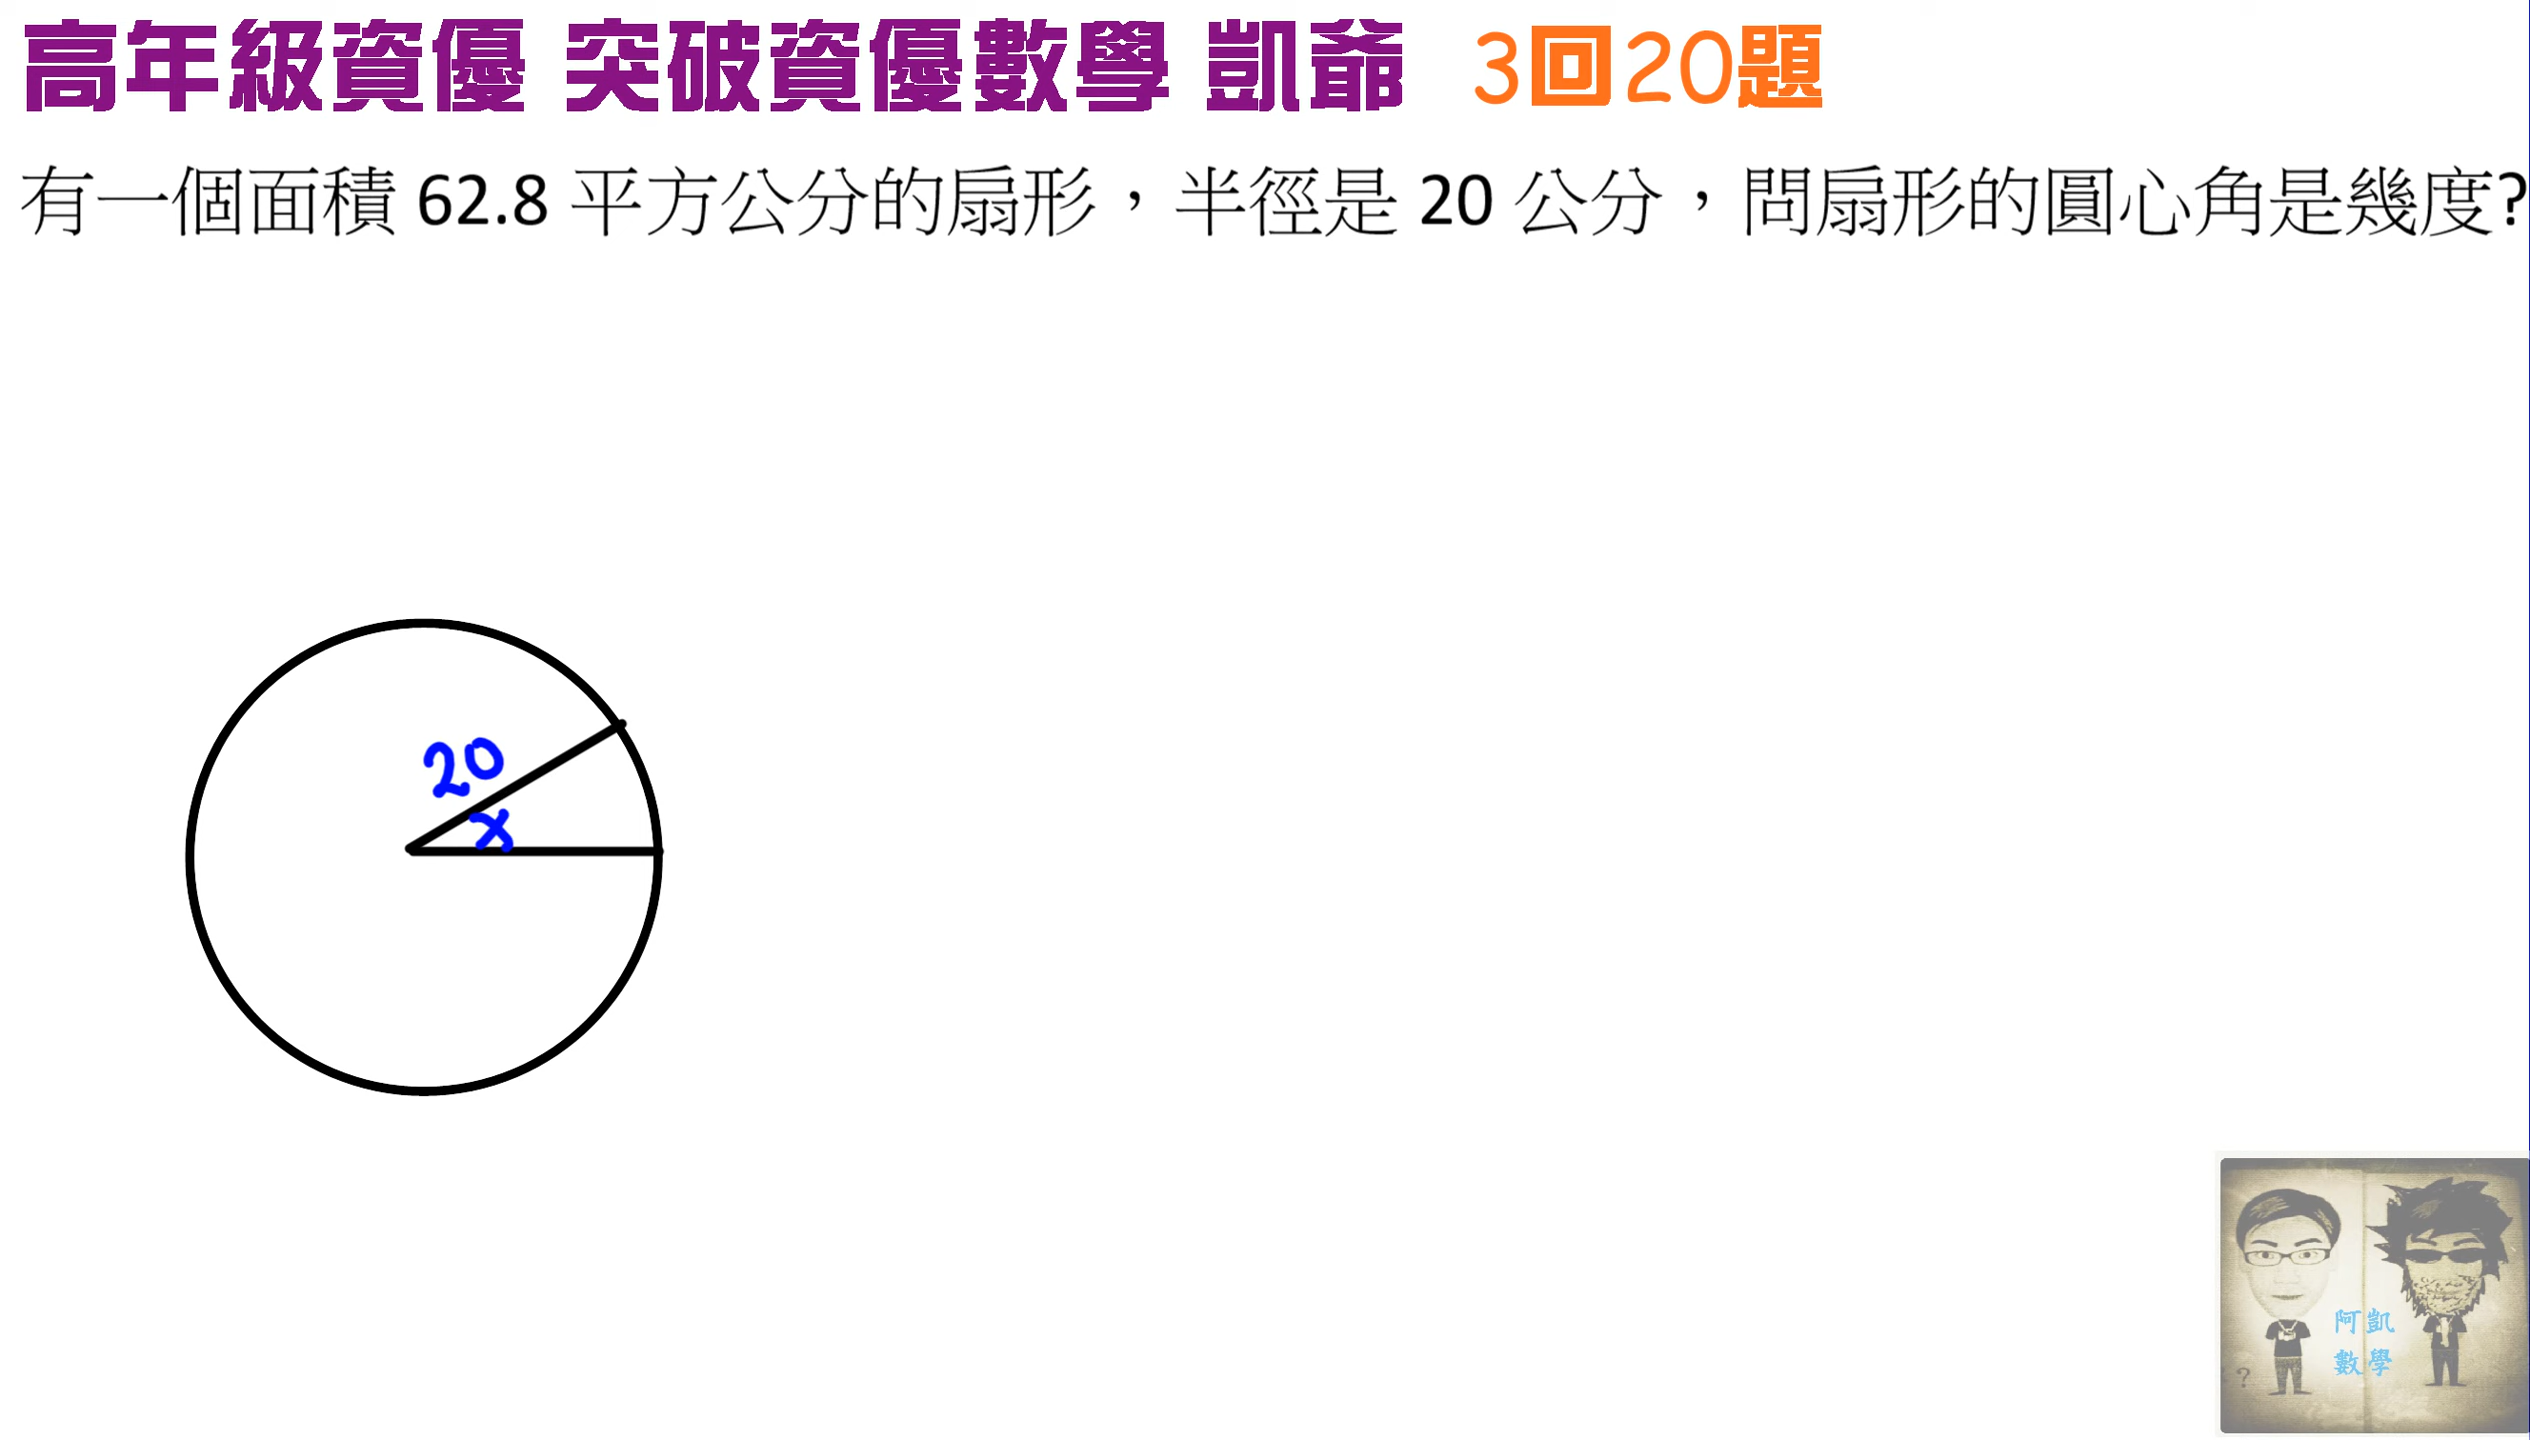 高年級資優 突破資優數學 凱爺 3回20題
有一個面積 62.8 平方公分的扇形，半徑是 20 公分，問扇形的圓心角是幾度?
20
x
阿凱
數學
?